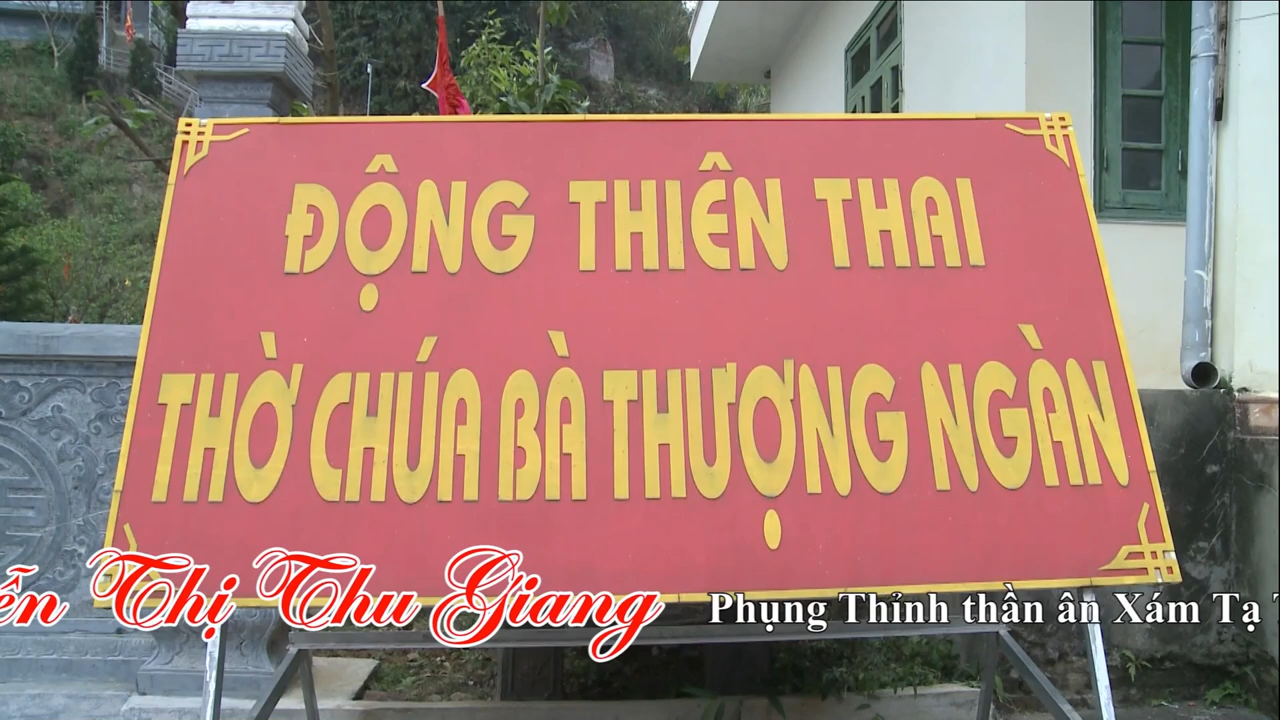 ĐỘNG THIÊN THAI
THỜ CHÚA BÀ THƯỢNG NGÀN
Thị Thu Giang Phụng Thỉnh thần ân Xám Tạ